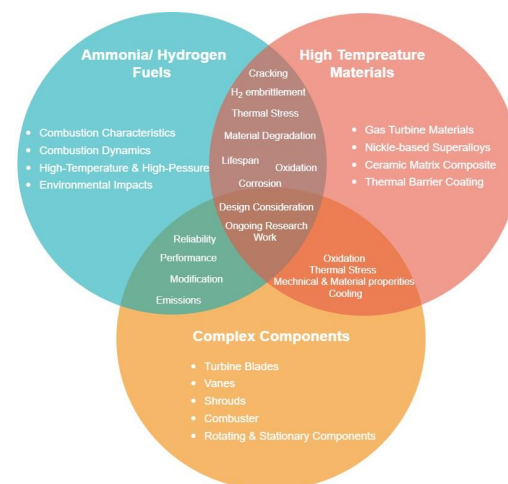 Ammonia/ Hydrogen
Fuels
• Combustion Characteristics
• Combustion Dynamics
• High-Temperature & High-Pessure
• Environmental Impacts
High Tempreature
Materials
• Gas Turbine Materials
• Nickle-based Superalloys
• Ceramic Matrix Composite
• Thermal Barrier Coating
Cracking
H2 embrittlement
Thermal Stress
Material Degradation
Lifespan
Oxidation
Corrosion
Design Consideration
Ongoing Research
Work
Reliability
Performance
Modification
Emissions
Oxidation
Thermal Stress
Mechnical & Material properities
Cooling
Complex Components
• Turbine Blades
• Vanes
• Shrouds
• Combuster
• Rotating & Stationary Components